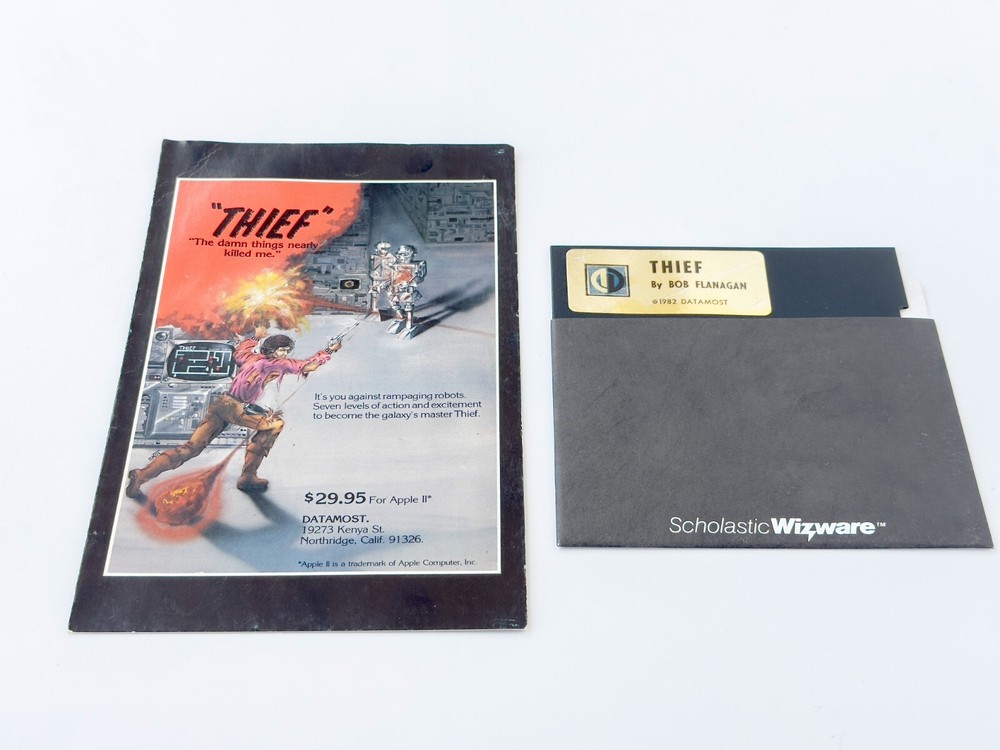 "THIEF"
"The damn things nearly
killed me."
THIEF
It's you against rampaging robots.
Seven levels of action and excitement
to become the galaxy's master Thief.
$29.95 For Apple II*
DATAMOST.
19273 Kenya St.
Northridge, Calif. 91326.
*Apple II is a trademark of Apple Computer, Inc.
THIEF
By BOB FLANAGAN
©1982 DATAMOST
Scholastic Wizware™